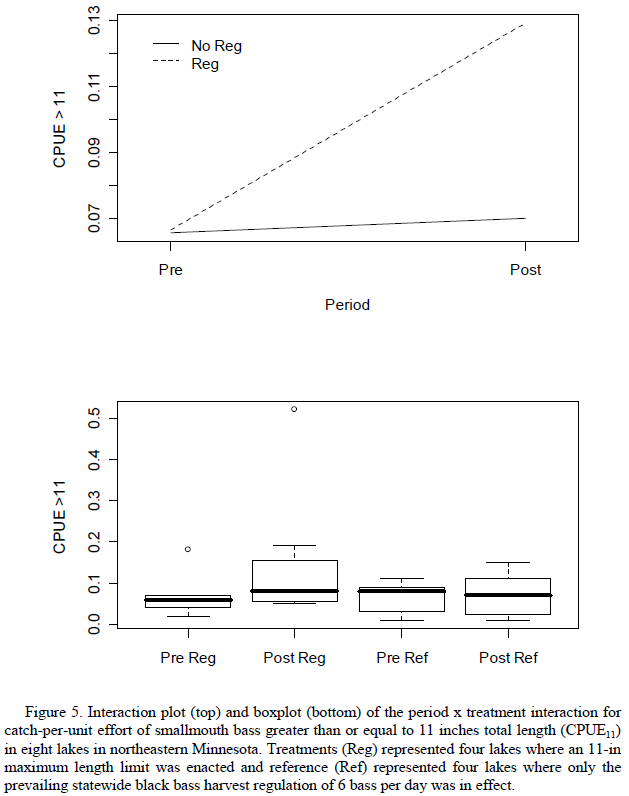 0.13
0.11
0.09
0.07
CPUE > 11
No Reg
Reg
Pre
Post
Period
0.5
0.4
0.3
0.2
0.1
0.0
CPUE >11
Pre Reg
Post Reg
Pre Ref
Post Ref
Figure 5. Interaction plot (top) and boxplot (bottom) of the period x treatment interaction for
catch-per-unit effort of smallmouth bass greater than or equal to 11 inches total length (CPUE11)
in eight lakes in northeastern Minnesota. Treatments (Reg) represented four lakes where an 11-in
maximum length limit was enacted and reference (Ref) represented four lakes where only the
prevailing statewide black bass harvest regulation of 6 bass per day was in effect.